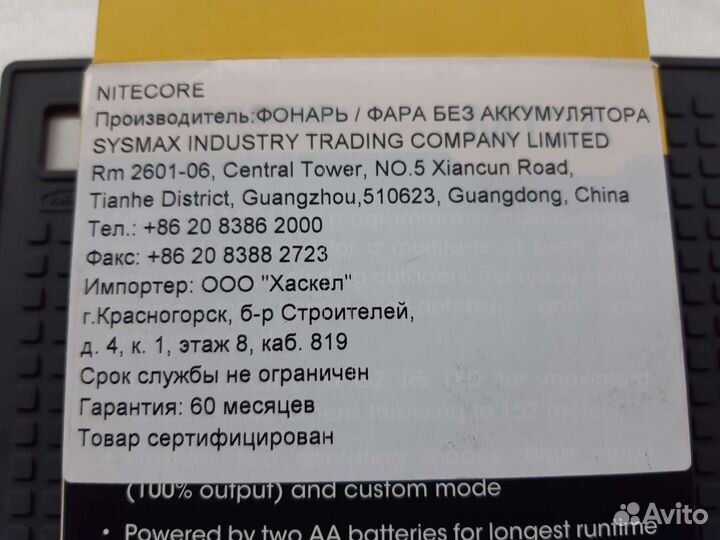 NITECORE
Производитель:ФОНАРЬ / ФАРА БЕЗ АККУМУЛЯТОРА
SYSMAX INDUSTRY TRADING COMPANY LIMITED
Rm 2601-06, Central Tower, NO.5 Xiancun Road,
Tianhe District, Guangzhou,510623, Guangdong, China
Тел.: +86 20 8386 2000
Факс: +86 20 8388 2723
Импортер: ООО "Хаскел"
г.Красногорск, б-р Строителей,
д. 4, к. 1, этаж 8, каб. 819
Срок службы не ограничен
Гарантия: 60 месяцев
Товар сертифицирован
(100% output) and custom mode
• Powered by two AA batteries for longest runtime
Avito